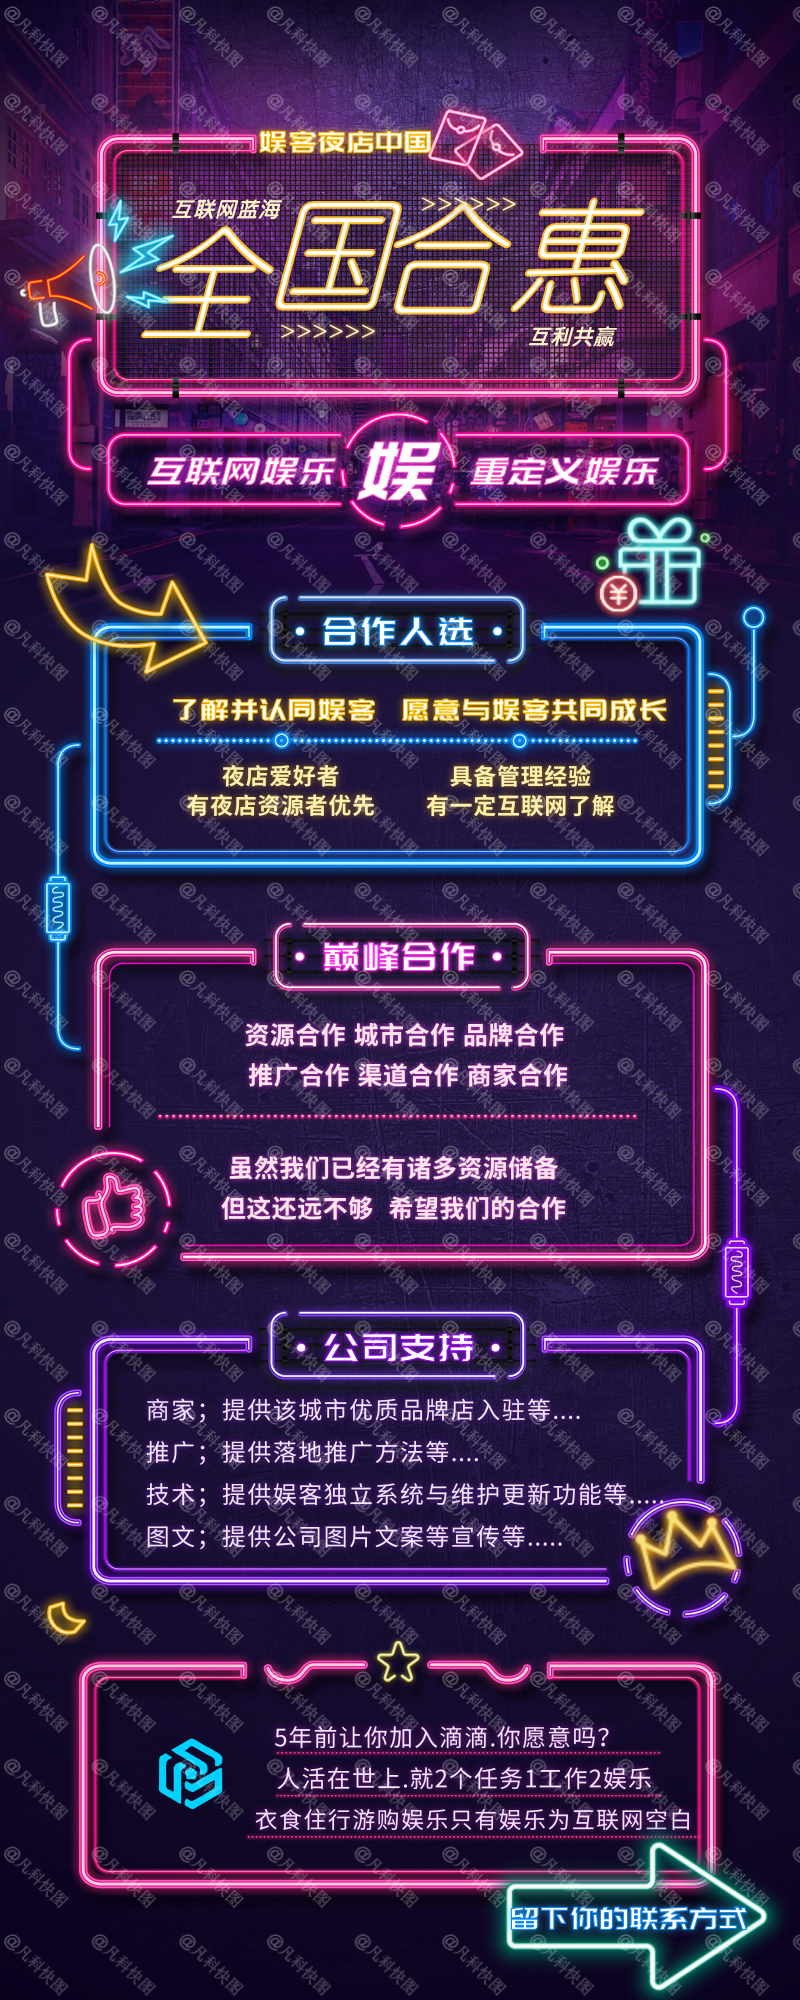 娱客夜店中国
互联网蓝海
>>>>>>
全国合惠
>>>>>>
互利共赢
互联网娱乐 娱 重定义娱乐
¥
· 合作人选 ·
了解并认同娱客 愿意与娱客共同成长
夜店爱好者 具备管理经验
有夜店资源者优先 有一定互联网了解
· 巅峰合作 ·
资源合作 城市合作 品牌合作
推广合作 渠道合作 商家合作
虽然我们已经有诸多资源储备
但这还远不够 希望我们的合作
· 公司支持 ·
商家；提供该城市优质品牌店入驻等....
推广；提供落地推广方法等....
技术；提供娱客独立系统与维护更新功能等.....
图文；提供公司图片文案等宣传等.....
5年前让你加入滴滴.你愿意吗？
人活在世上.就2个任务1工作2娱乐
衣食住行游购娱乐只有娱乐为互联网空白
留下你的联系方式
@凡科快图